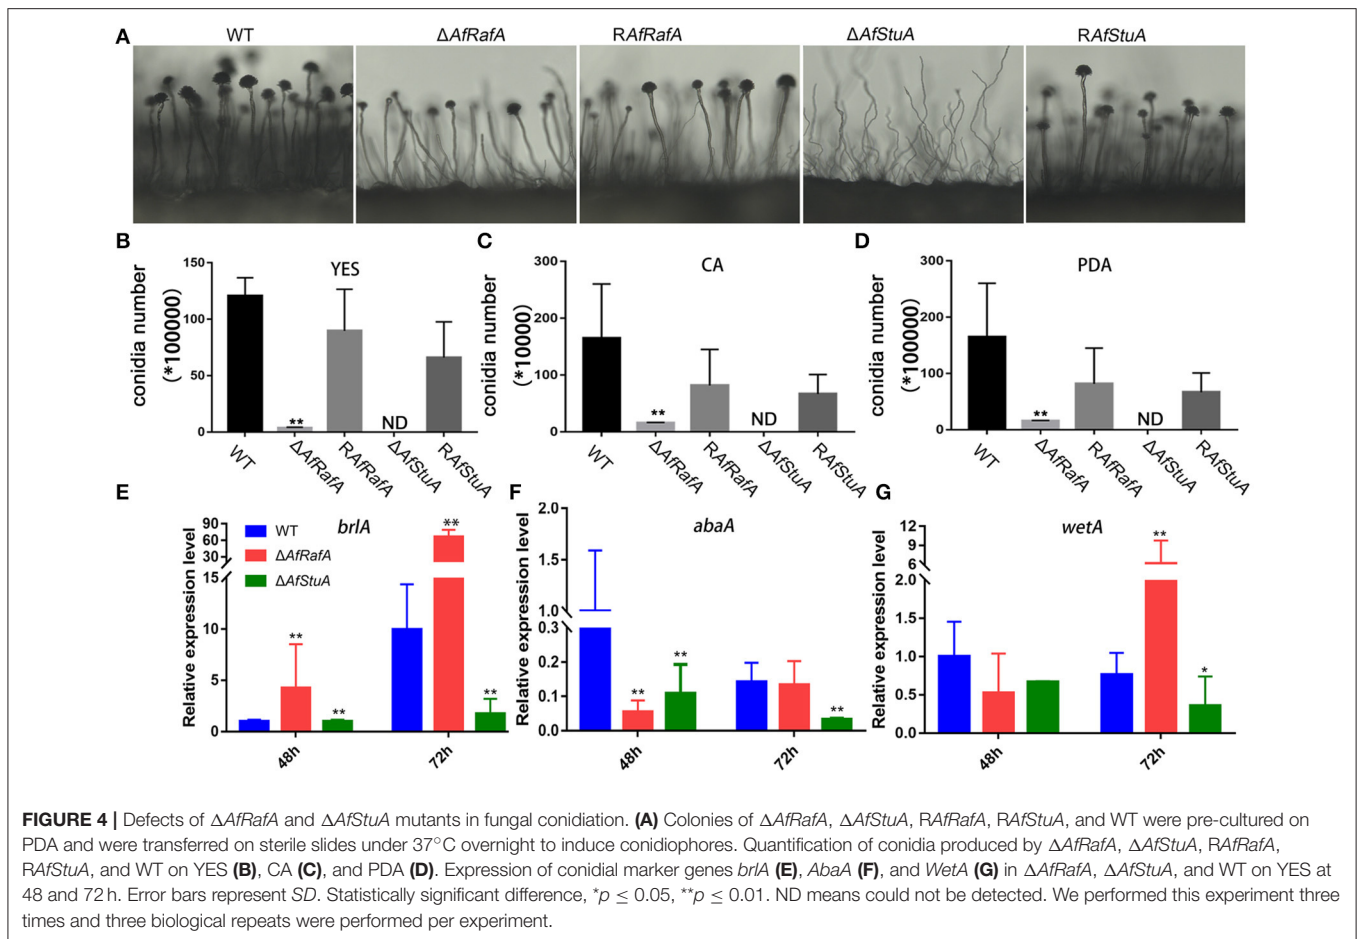 A
WT
ΔAfRafA
RAfRafA
ΔAfStuA
RAfStuA
B
conidia number
(*100000)
YES
150
100
50
0
**
ND
WT
ΔAfRafA
RAfRafA
ΔAfStuA
RAfStuA
C
conidia number
(*10000)
CA
300
200
100
0
**
ND
WT
ΔAfRafA
RAfRafA
ΔAfStuA
RAfStuA
D
conidia number
(*100000)
PDA
300
200
100
0
**
ND
WT
ΔAfRafA
RAfRafA
ΔAfStuA
RAfStuA
E
Relative expression level
brlA
90
60
30
15
10
5
0
WT
ΔAfRafA
ΔAfStuA
**
**
**
**
48h
72h
F
Relative expression level
abaA
2.0
1.5
1.0
0.3
0.2
0.1
0.0
**
**
**
48h
72h
G
Relative expression level
wetA
12
9
6
2.0
1.5
1.0
0.5
0.0
**
*
48h
72h
FIGURE 4 | Defects of ΔAfRafA and ΔAfStuA mutants in fungal conidiation. (A) Colonies of ΔAfRafA, ΔAfStuA, RAfRafA, RAfStuA, and WT were pre-cultured on
PDA and were transferred on sterile slides under 37°C overnight to induce conidiophores. Quantification of conidia produced by ΔAfRafA, ΔAfStuA, RAfRafA,
RAfStuA, and WT on YES (B), CA (C), and PDA (D). Expression of conidial marker genes brlA (E), AbaA (F), and WetA (G) in ΔAfRafA, ΔAfStuA, and WT on YES at
48 and 72 h. Error bars represent SD. Statistically significant difference, *p ≤ 0.05, **p ≤ 0.01. ND means could not be detected. We performed this experiment three
times and three biological repeats were performed per experiment.